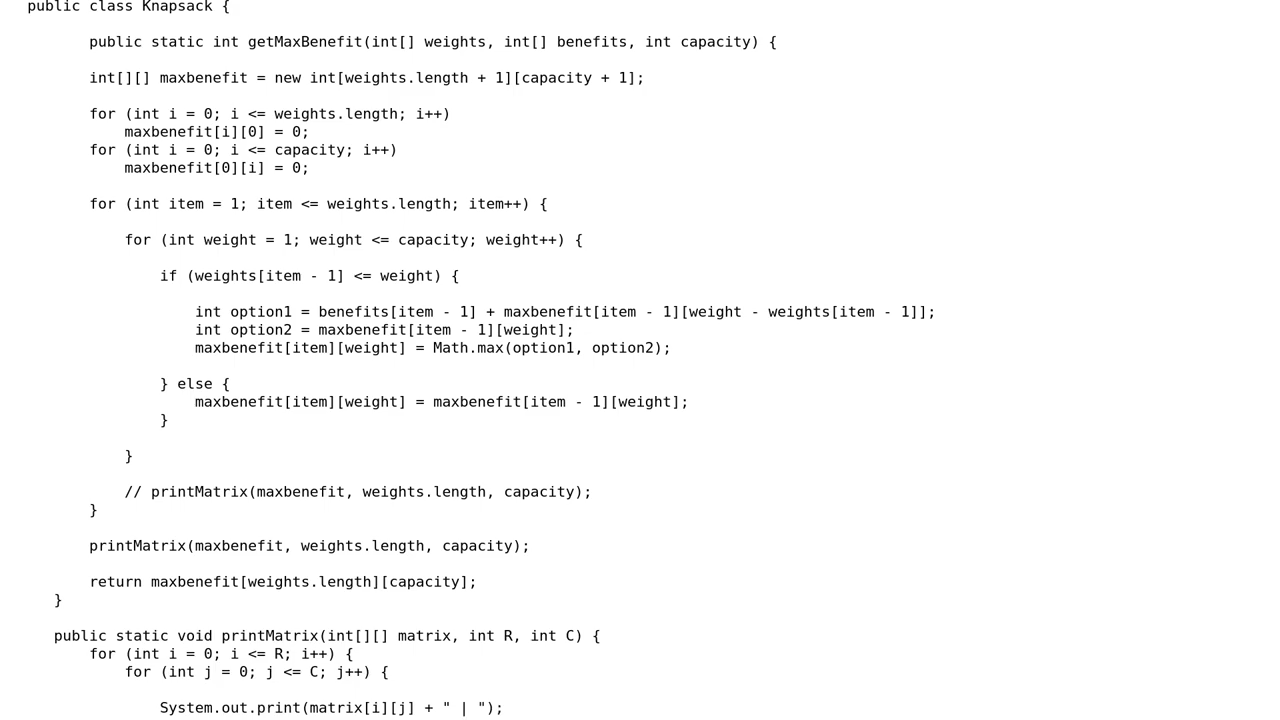 public class Knapsack {
public static int getMaxBenefit(int[] weights, int[] benefits, int capacity) {
int[][] maxbenefit = new int[weights.length + 1][capacity + 1];
for (int i = 0; i <= weights.length; i++)
maxbenefit[i][0] = 0;
for (int i = 0; i <= capacity; i++)
maxbenefit[0][i] = 0;
for (int item = 1; item <= weights.length; item++) {
for (int weight = 1; weight <= capacity; weight++) {
if (weights[item - 1] <= weight) {
int option1 = benefits[item - 1] + maxbenefit[item - 1][weight - weights[item - 1]];
int option2 = maxbenefit[item - 1][weight];
maxbenefit[item][weight] = Math.max(option1, option2);
} else {
maxbenefit[item][weight] = maxbenefit[item - 1][weight];
}
}
// printMatrix(maxbenefit, weights.length, capacity);
}
printMatrix(maxbenefit, weights.length, capacity);
return maxbenefit[weights.length][capacity];
}
public static void printMatrix(int[][] matrix, int R, int C) {
for (int i = 0; i <= R; i++) {
for (int j = 0; j <= C; j++) {
System.out.print(matrix[i][j] + " | ");